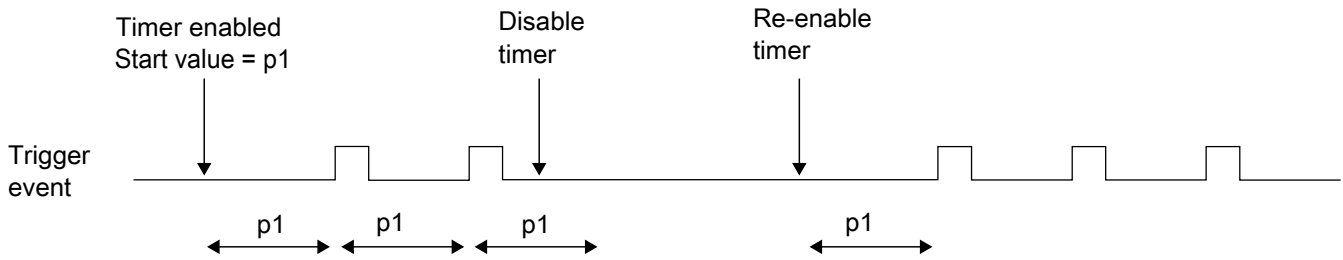 Timer enabled
Start value = p1
Disable
timer
Re-enable
timer
Trigger
event
p1
p1
p1
p1